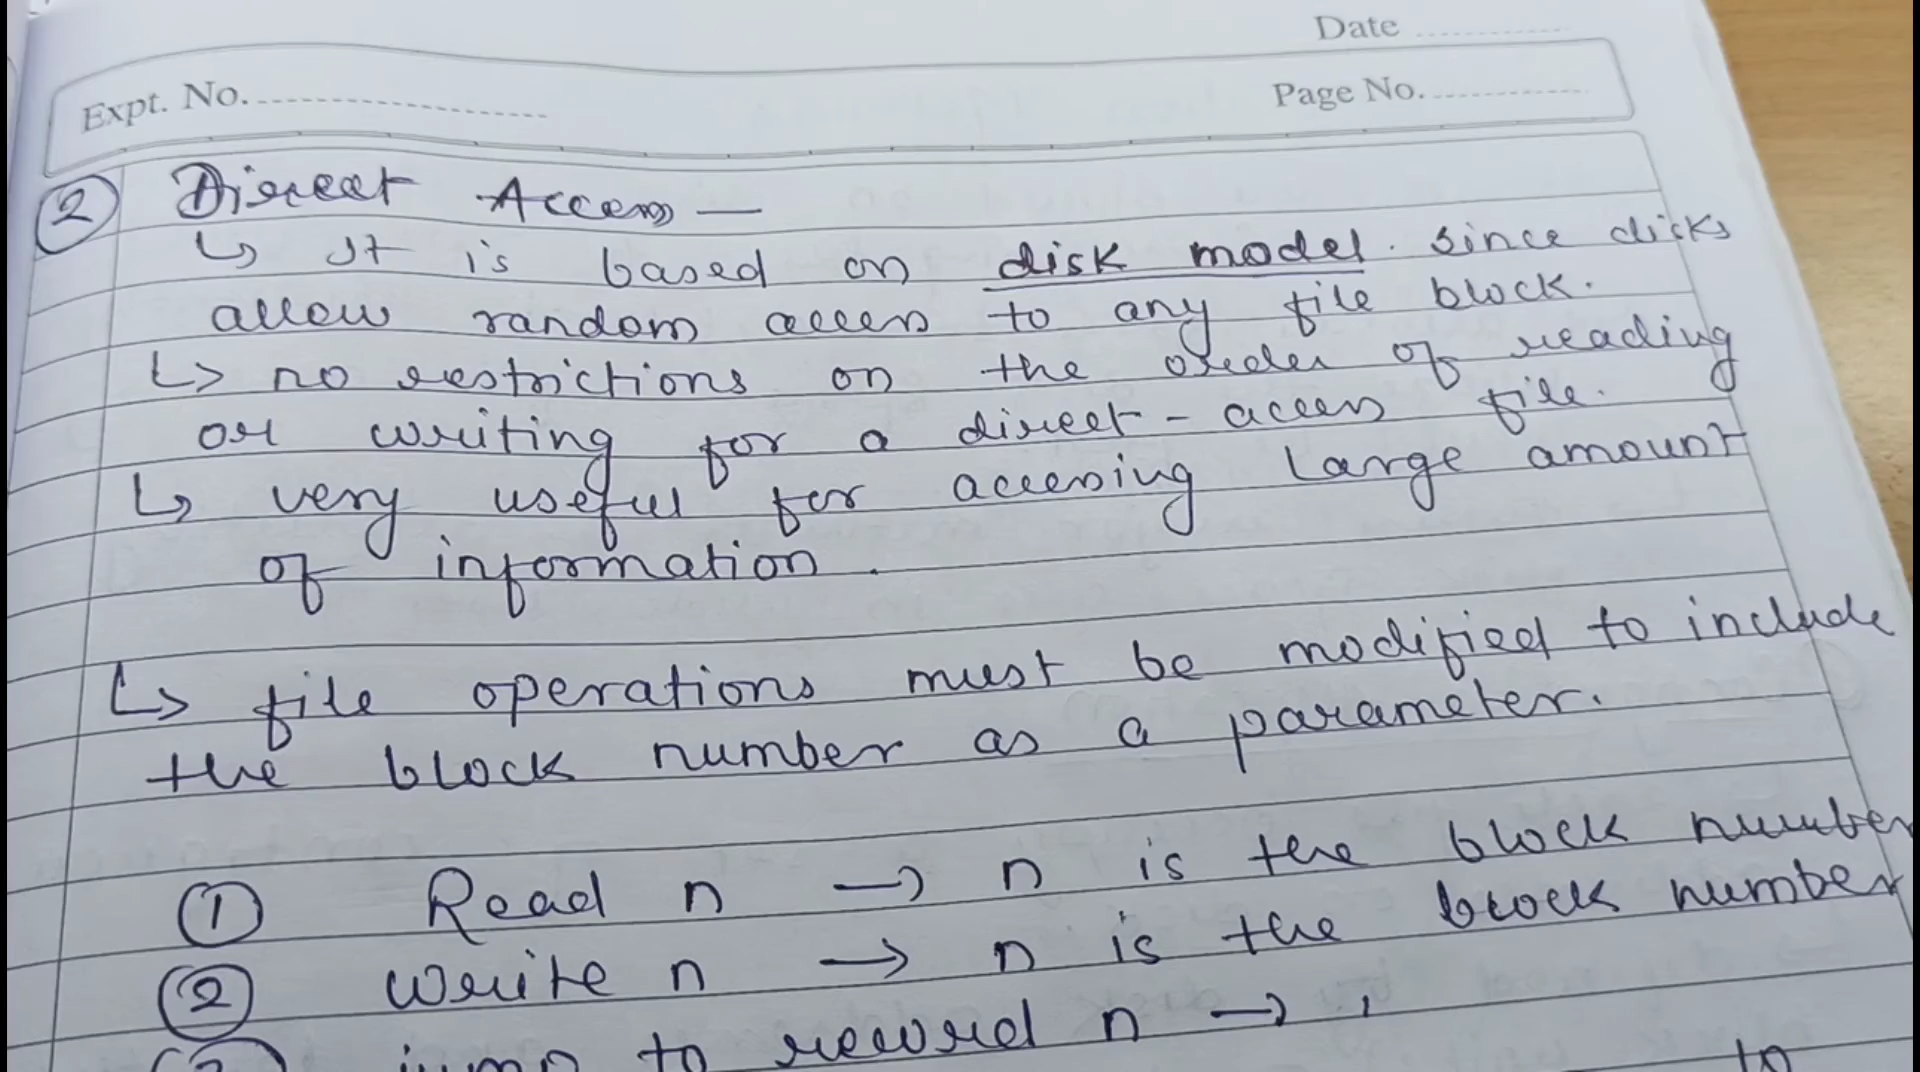 Date
Expt. No.
Page No.
2 Direct Access —
↳ It is based on disk model. since dicks
allow random access to any file block.
↳ no restrictions on the order of reading
or writing for a direct - access file.
↳ very useful for accessing large amount
of information.
↳ file operations must be modified to include
the block number as a parameter.
1 Read n → n is the block number
2 write n → n is the block number
jump to record n →
to